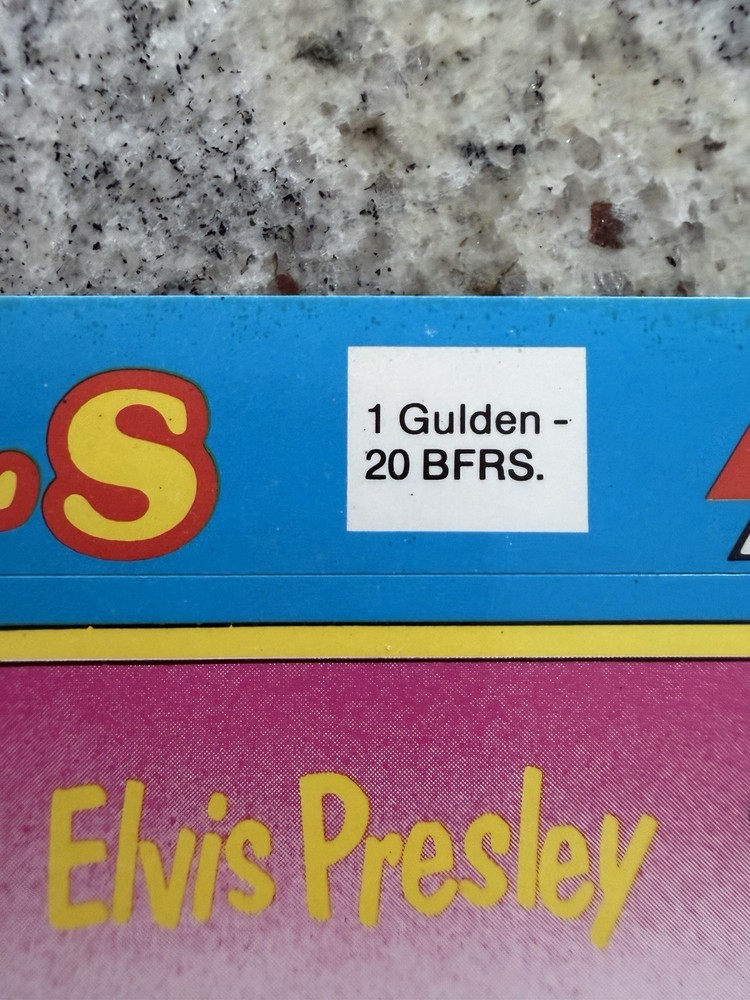 S
1 Gulden -
20 BFRS.
Elvis Presley